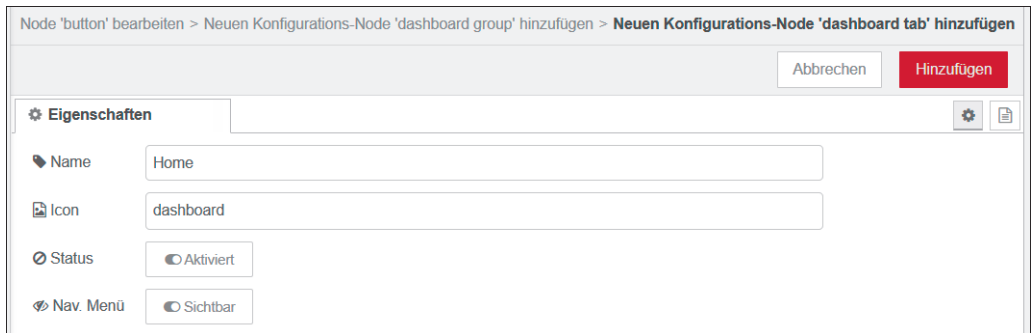 Node 'button' bearbeiten > Neuen Konfigurations-Node 'dashboard group' hinzufügen > Neuen Konfigurations-Node 'dashboard tab' hinzufügen
Abbrechen Hinzufügen
Eigenschaften
Name Home
Icon dashboard
Status Aktiviert
Nav. Menü Sichtbar